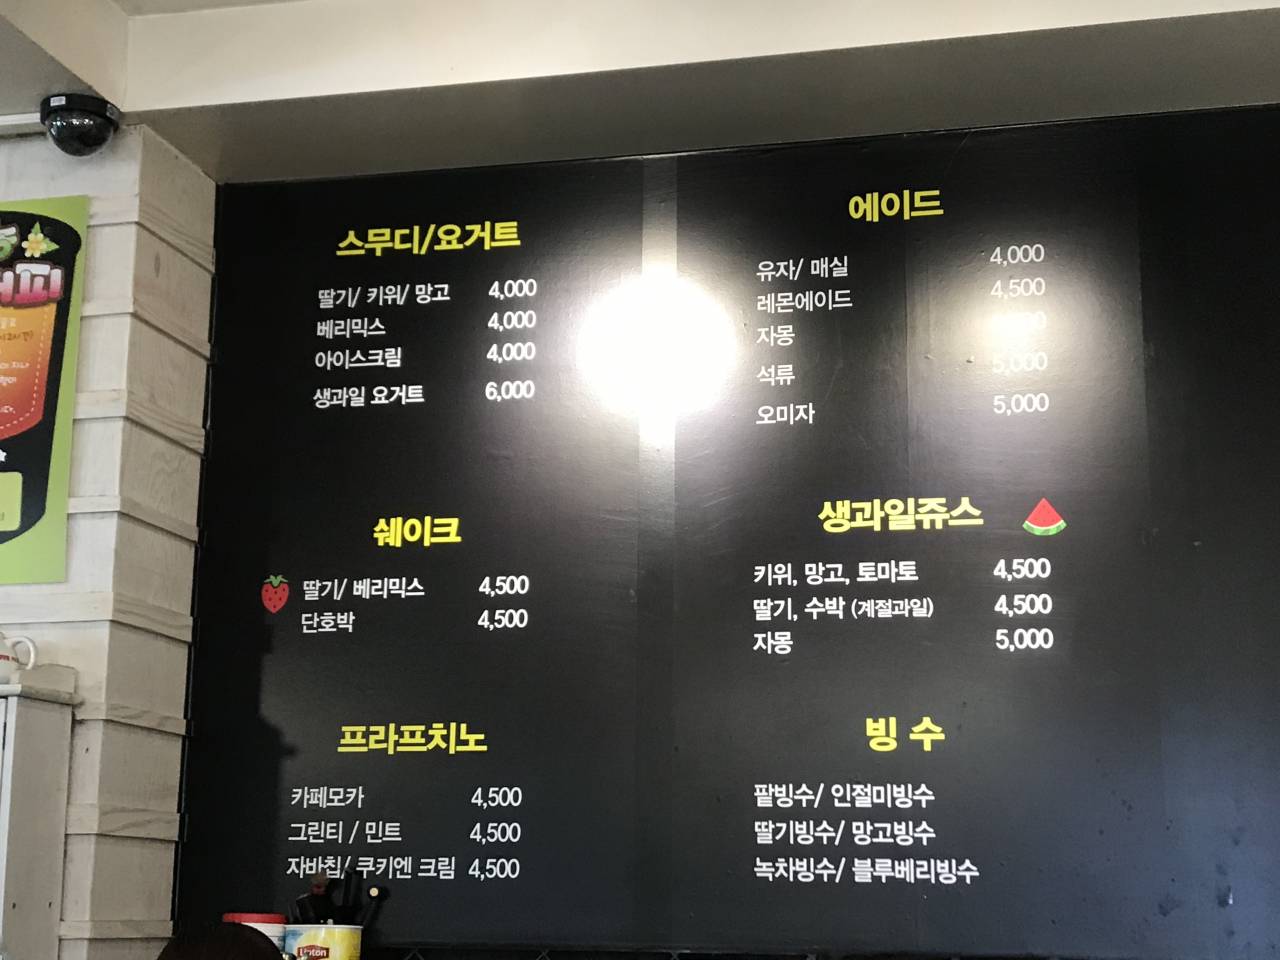 스무디/요거트
딸기/ 키위/ 망고 4,000
베리믹스 4,000
아이스크림 4,000
생과일 요거트 6,000
쉐이크
딸기/ 베리믹스 4,500
단호박 4,500
프라프치노
카페모카 4,500
그린티 / 민트 4,500
자바칩/ 쿠키엔 크림 4,500
에이드
유자/ 매실 4,000
레몬에이드 4,500
자몽
석류 5,000
오미자 5,000
생과일쥬스
키위, 망고, 토마토 4,500
딸기, 수박 (계절과일) 4,500
자몽 5,000
빙 수
팥빙수/ 인절미빙수
딸기빙수/ 망고빙수
녹차빙수/ 블루베리빙수
Lipton